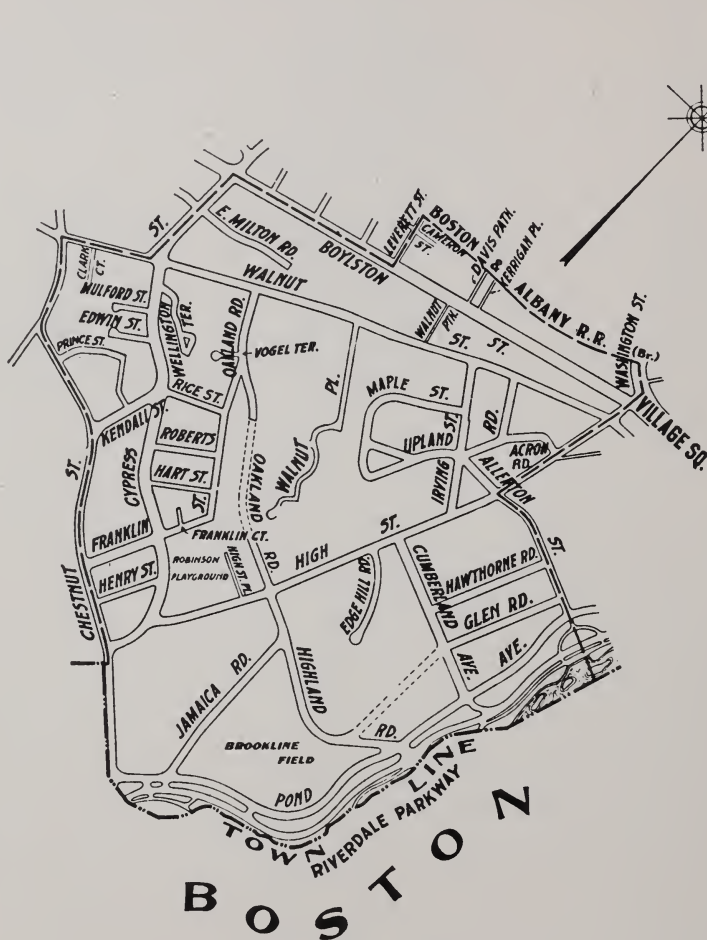 LEVERETT ST.
BOSTON & ALBANY R.R. (Br.)
CAMERON ST.
DAVIS PATH.
KERRIGAN PL.
ST.
E. MILTON RD.
BOYLSTON ST.
WALNUT ST.
WALNUT PTH.
WASHINGTON ST.
VILLAGE SQ.
CLARK CT.
MULFORD ST.
EDWIN ST.
PRINCE ST.
WELLINGTON TER.
OAKLAND RD.
VOGEL TER.
RICE ST.
KENDALL ST.
ROBERTS
HART ST.
ST.
CYPRESS
WALNUT PL.
MAPLE ST.
UPLAND RD.
IRVING ST.
ACRON RD.
ALLERTON ST.
CHESTNUT ST.
FRANKLIN
FRANKLIN CT.
HENRY ST.
ROBINSON
PLAYGROUND
HIGH ST. PL.
OAKLAND RD.
HIGH ST.
EDGE HILL RD.
CUMBERLAND AVE.
HAWTHORNE RD.
GLEN RD.
JAMAICA RD.
HIGHLAND RD.
BROOKLINE
FIELD
POND AVE.
TOWN LINE
RIVERDALE PARKWAY
BOSTON